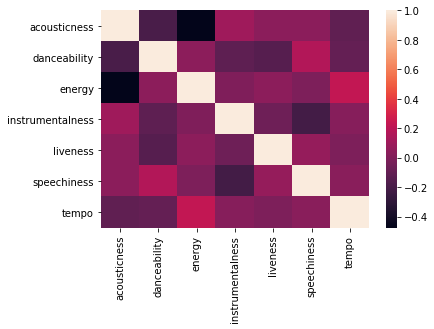 acousticness
danceability
energy
instrumentalness
liveness
speechiness
tempo
acousticness
danceability
energy
instrumentalness
liveness
speechiness
tempo
1.0
0.8
0.6
0.4
0.2
0.0
−0.2
−0.4